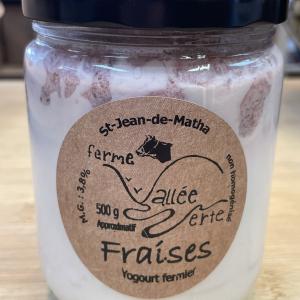 St-Jean-de-Matha
ferme
Vallée
Verte
non homogénéisé
M.G. : 3,8%
500 g
Approximatif
Fraises
Yogourt fermier